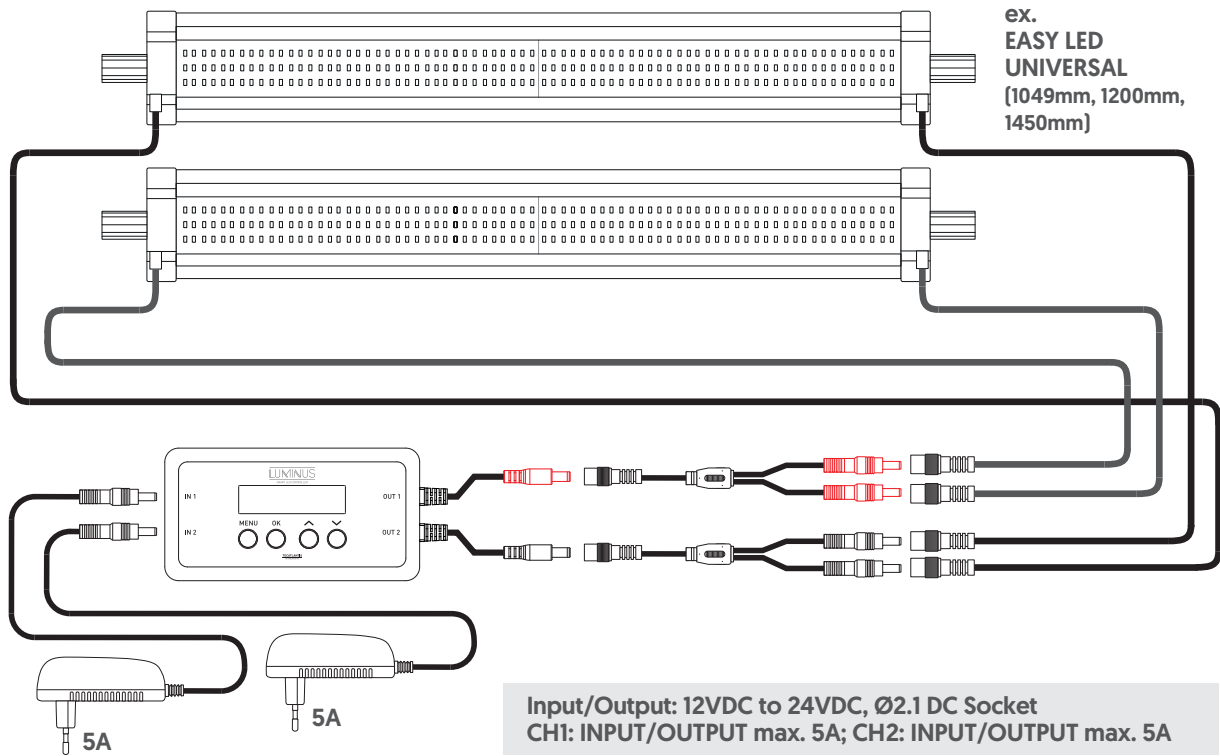 ex.
EASY LED
UNIVERSAL
(1049mm, 1200mm,
1450mm)
LUMINUS
IN 1
OUT 1
IN 2
MENU OK
OUT 2
5A
5A
Input/Output: 12VDC to 24VDC, Ø2.1 DC Socket
CH1: INPUT/OUTPUT max. 5A; CH2: INPUT/OUTPUT max. 5A